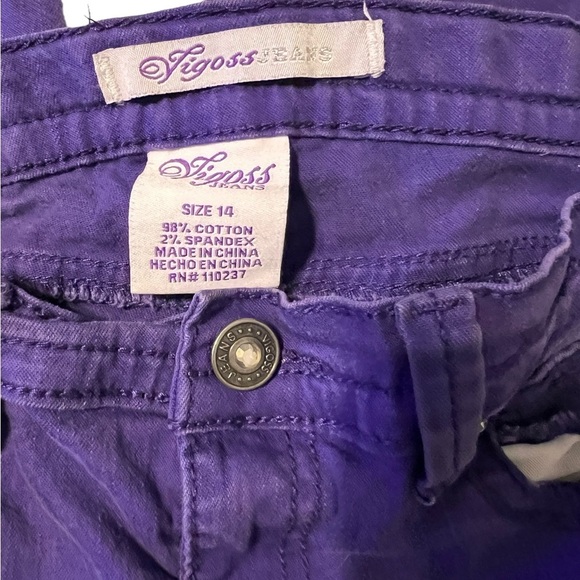 Vigoss JEANS
Vigoss
JEANS
SIZE 14
98% COTTON
2% SPANDEX
MADE IN CHINA
HECHO EN CHINA
RN# 110237
VIGOSS JEANS